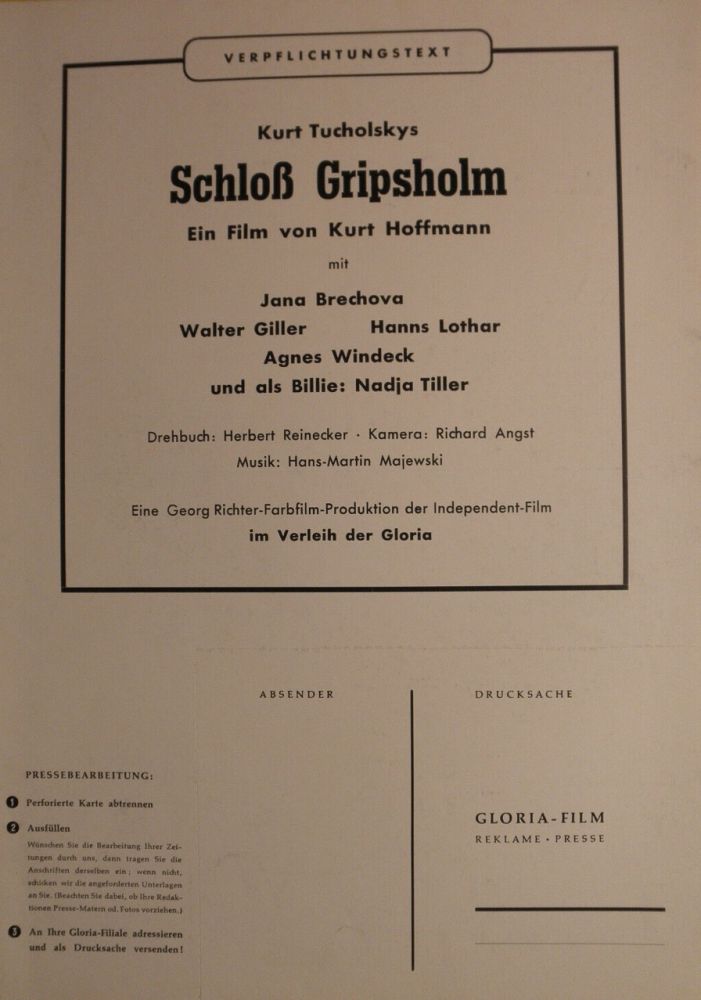 VERPFLICHTUNGSTEXT
Kurt Tucholskys
Schloß Gripsholm
Ein Film von Kurt Hoffmann
mit
Jana Brechova
Walter Giller Hanns Lothar
Agnes Windeck
und als Billie: Nadja Tiller
Drehbuch: Herbert Reinecker · Kamera: Richard Angst
Musik: Hans-Martin Majewski
Eine Georg Richter-Farbfilm-Produktion der Independent-Film
im Verleih der Gloria
ABSENDER
DRUCKSACHE
PRESSEBEARBEITUNG:
1 Perforierte Karte abtrennen
2 Ausfüllen
Wünschen Sie die Bearbeitung Ihrer Zei-
tungen durch uns, dann tragen Sie die
Anschriften derselben ein; wenn nicht,
schicken wir die angeforderten Unterlagen
an Sie. (Beachten Sie dabei, ob Ihre Redak-
tionen Presse-Matern od. Fotos vorziehen.)
3 An Ihre Gloria-Filiale adressieren
und als Drucksache versenden!
GLORIA-FILM
REKLAME · PRESSE